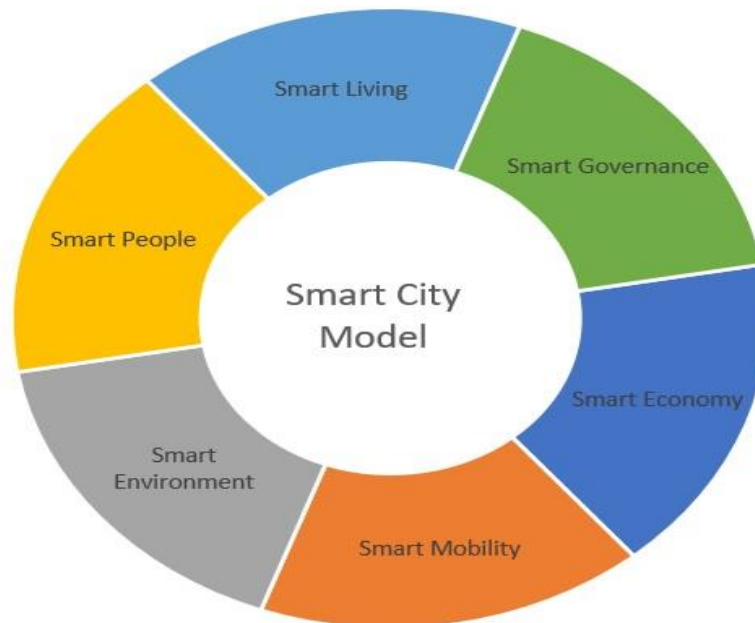 Smart Living
Smart Governance
Smart People
Smart City
Model
Smart Economy
Smart
Environment
Smart Mobility